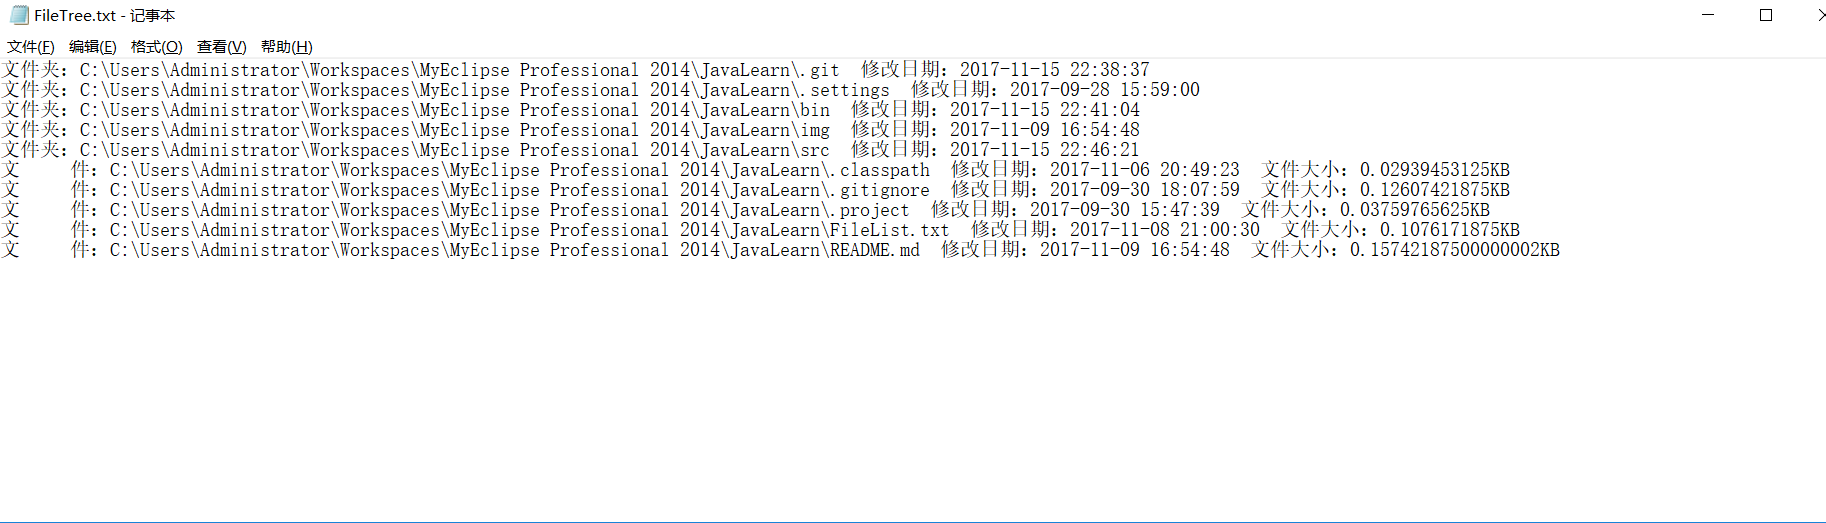 FileTree.txt - 记事本
文件(F) 编辑(E) 格式(O) 查看(V) 帮助(H)
文件夹：C:\Users\Administrator\Workspaces\MyEclipse Professional 2014\JavaLearn\.git  修改日期：2017-11-15 22:38:37
文件夹：C:\Users\Administrator\Workspaces\MyEclipse Professional 2014\JavaLearn\.settings  修改日期：2017-09-28 15:59:00
文件夹：C:\Users\Administrator\Workspaces\MyEclipse Professional 2014\JavaLearn\bin  修改日期：2017-11-15 22:41:04
文件夹：C:\Users\Administrator\Workspaces\MyEclipse Professional 2014\JavaLearn\img  修改日期：2017-11-09 16:54:48
文件夹：C:\Users\Administrator\Workspaces\MyEclipse Professional 2014\JavaLearn\src  修改日期：2017-11-15 22:46:21
文     件：C:\Users\Administrator\Workspaces\MyEclipse Professional 2014\JavaLearn\.classpath  修改日期：2017-11-06 20:49:23  文件大小：0.02939453125KB
文     件：C:\Users\Administrator\Workspaces\MyEclipse Professional 2014\JavaLearn\.gitignore  修改日期：2017-09-30 18:07:59  文件大小：0.12607421875KB
文     件：C:\Users\Administrator\Workspaces\MyEclipse Professional 2014\JavaLearn\.project  修改日期：2017-09-30 15:47:39  文件大小：0.03759765625KB
文     件：C:\Users\Administrator\Workspaces\MyEclipse Professional 2014\JavaLearn\FileList.txt  修改日期：2017-11-08 21:00:30  文件大小：0.1076171875KB
文     件：C:\Users\Administrator\Workspaces\MyEclipse Professional 2014\JavaLearn\README.md  修改日期：2017-11-09 16:54:48  文件大小：0.15742187500000002KB